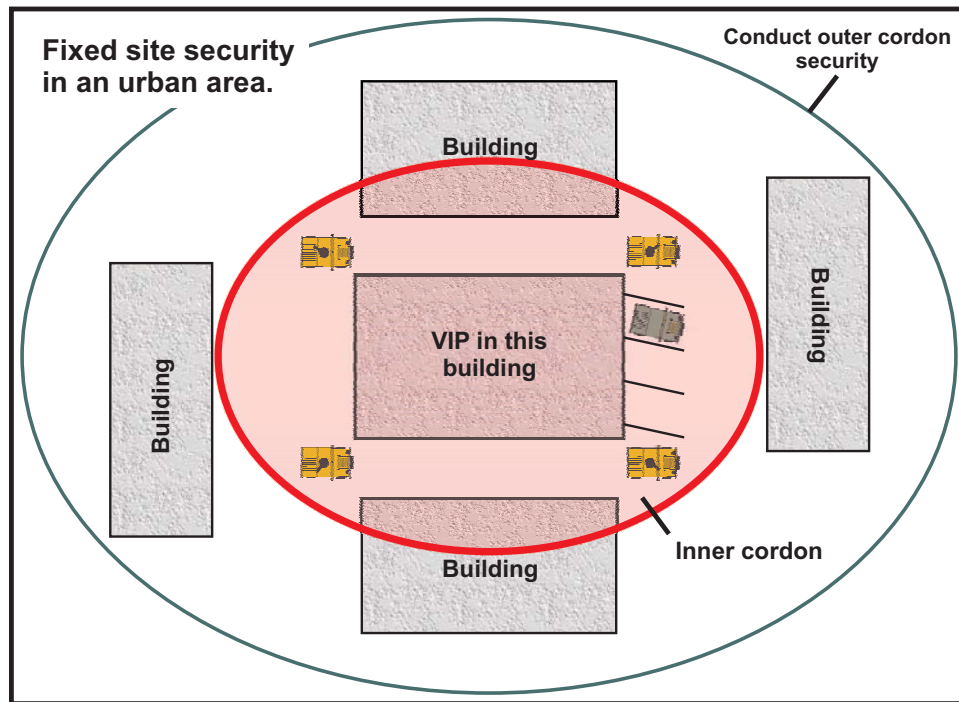 Fixed site security
in an urban area.
Conduct outer cordon
security
Building
Building
VIP in this
building
Building
Inner cordon
Building